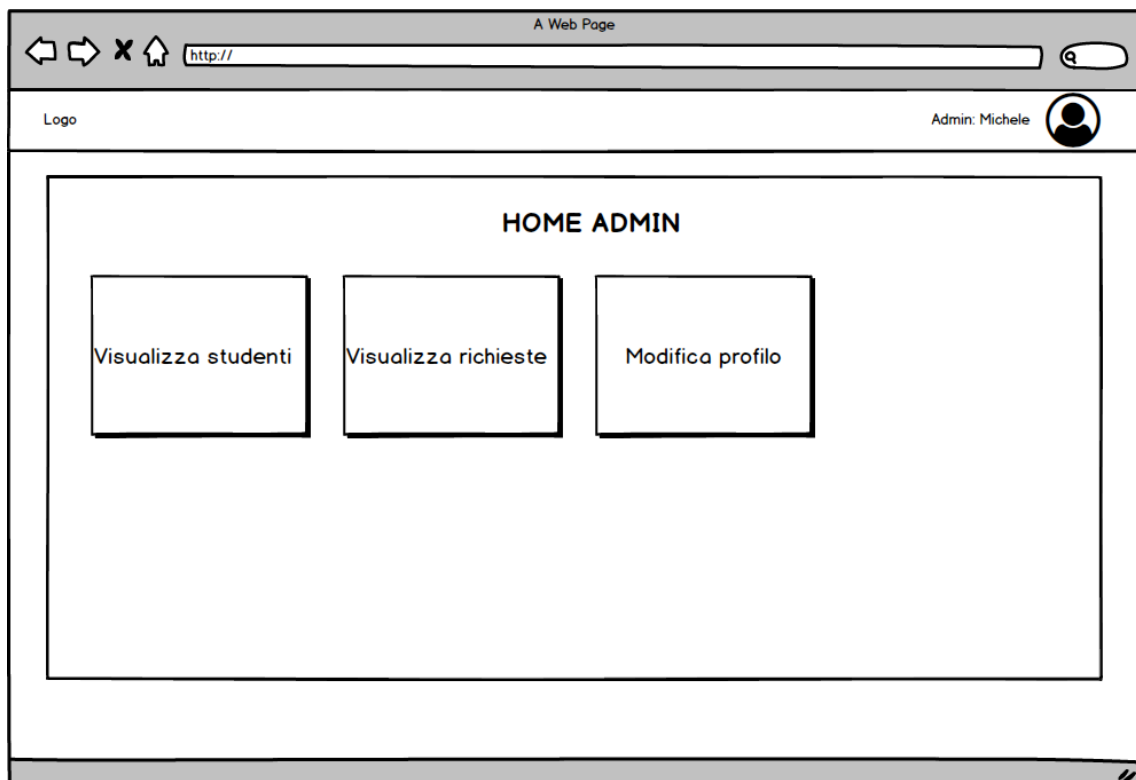 A Web Page
http://
Logo
Admin: Michele
HOME ADMIN
Visualizza studenti
Visualizza richieste
Modifica profilo